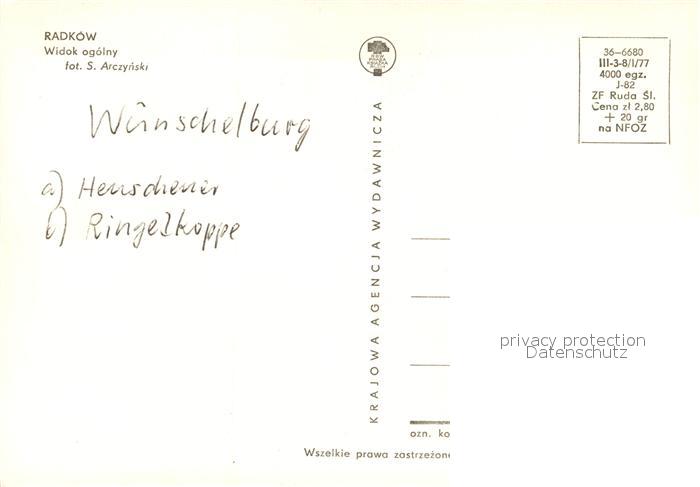 RADKÓW
Widok ogólny
fot. S. Arczyński
Wünschelburg
a) Heuscheuer
b) Ringelkoppe
KRAJOWA AGENCJA WYDAWNICZA
36-6680
III-3-8/I/77
4000 egz.
J-82
ZF Ruda Śl.
Cena zł 2,80
+ 20 gr
na NFOZ
privacy protection
Datenschutz
ozn. ko
Wszelkie prawa zastrzeżone